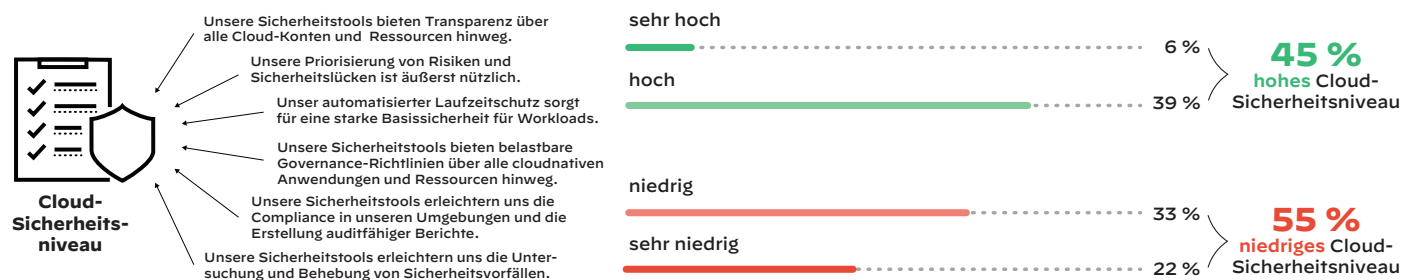 Cloud-
Sicherheits-
niveau
Unsere Sicherheitstools bieten Transparenz über
alle Cloud-Konten und Ressourcen hinweg.
Unsere Priorisierung von Risiken und
Sicherheitslücken ist äußerst nützlich.
Unser automatisierter Laufzeitschutz sorgt
für eine starke Basissicherheit für Workloads.
Unsere Sicherheitstools bieten belastbare
Governance-Richtlinien über alle cloudnativen
Anwendungen und Ressourcen hinweg.
Unsere Sicherheitstools erleichtern uns die
Compliance in unseren Umgebungen und die
Erstellung auditfähiger Berichte.
Unsere Sicherheitstools erleichtern uns die Unter-
suchung und Behebung von Sicherheitsvorfällen.
sehr hoch
6 %
hoch
39 %
45 %
hohes Cloud-
Sicherheitsniveau
niedrig
33 %
sehr niedrig
22 %
55 %
niedriges Cloud-
Sicherheitsniveau